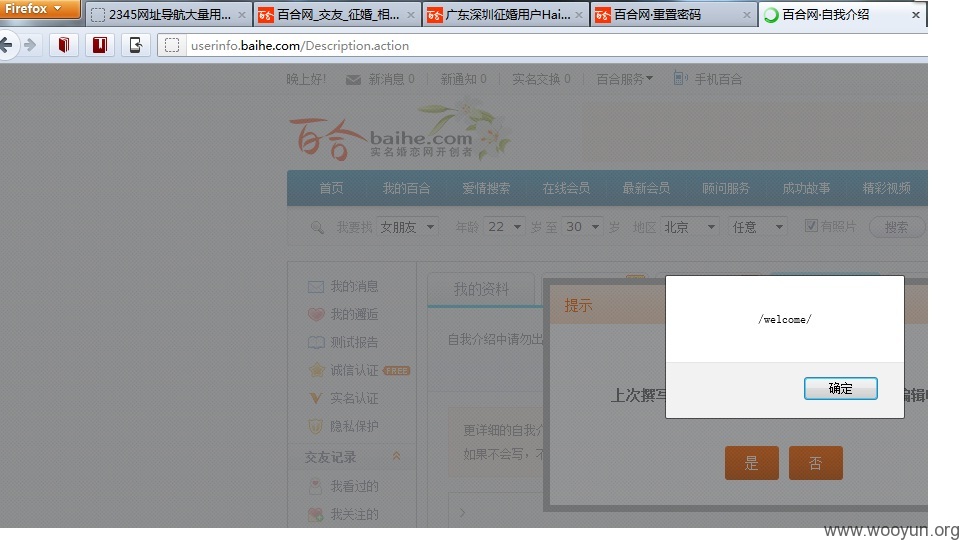 Firefox
2345网址导航大量用...
百合网_交友_征婚_相...
广东深圳征婚用户Hai...
百合网·重置密码
百合网·自我介绍
userinfo.baihe.com/Description.action
晚上好!
新消息 0
新通知 0
实名交换 0
百合服务
手机百合
百合 baihe.com
实名婚恋网开创者
首页
我的百合
爱情搜索
在线会员
最新会员
顾问服务
成功故事
精彩视频
我要找 女朋友 年龄 22 岁 至 30 岁 地区 北京 任意 有照片 搜索
我的消息
我的邂逅
测试报告
诚信认证 FREE
实名认证
隐私保护
交友记录
我看过的
我关注的
我的资料
自我介绍中请勿出
更详细的自我介
如果不会写,不
提示
上次撰写
编辑
是
否
/welcome/
确定
www.wooyun.org